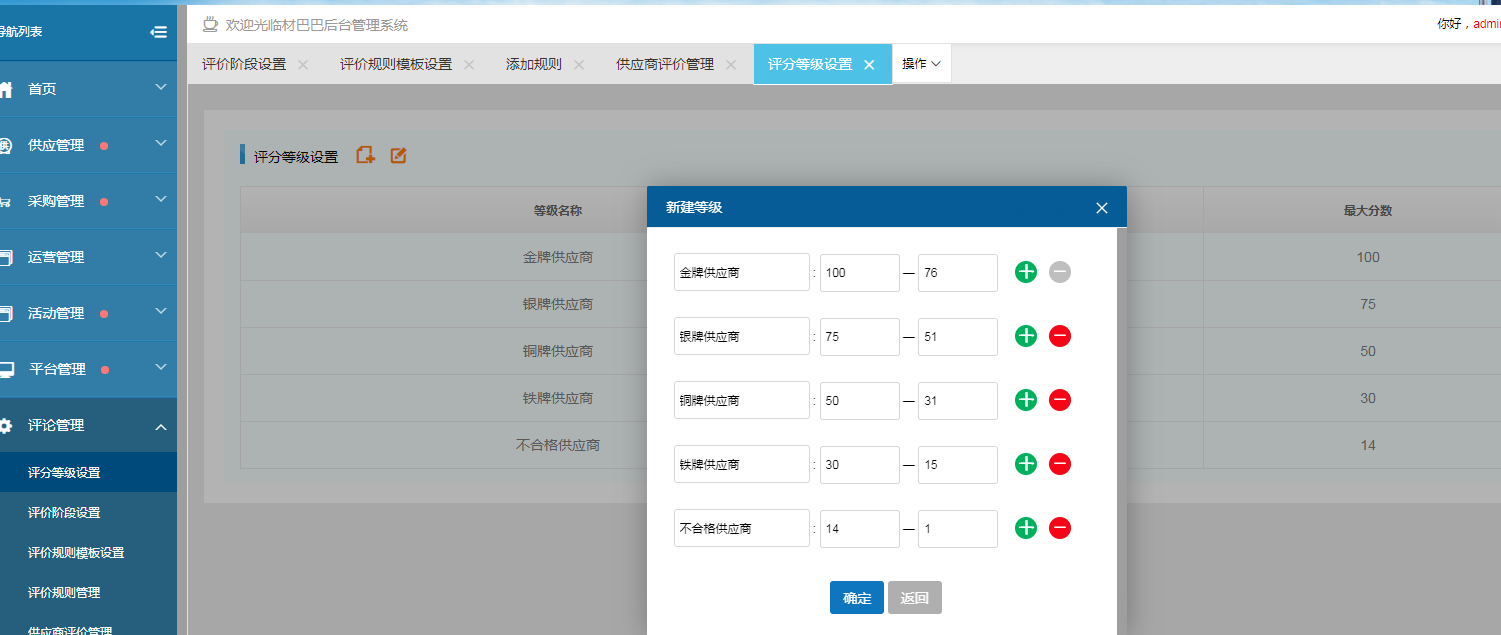 导航列表
欢迎光临材巴巴后台管理系统
你好，admin
评价阶段设置 × 评价规则模板设置 × 添加规则 × 供应商评价管理 × 评分等级设置 × 操作
首页
供应管理
采购管理
运营管理
活动管理
平台管理
评论管理
评分等级设置
评价阶段设置
评价规则模板设置
评价规则管理
供应商评价管理
评分等级设置
等级名称 最大分数
金牌供应商 100
银牌供应商 75
铜牌供应商 50
铁牌供应商 30
不合格供应商 14
新建等级 ×
金牌供应商 : 100 — 76
银牌供应商 : 75 — 51
铜牌供应商 : 50 — 31
铁牌供应商 : 30 — 15
不合格供应商 : 14 — 1
确定 返回